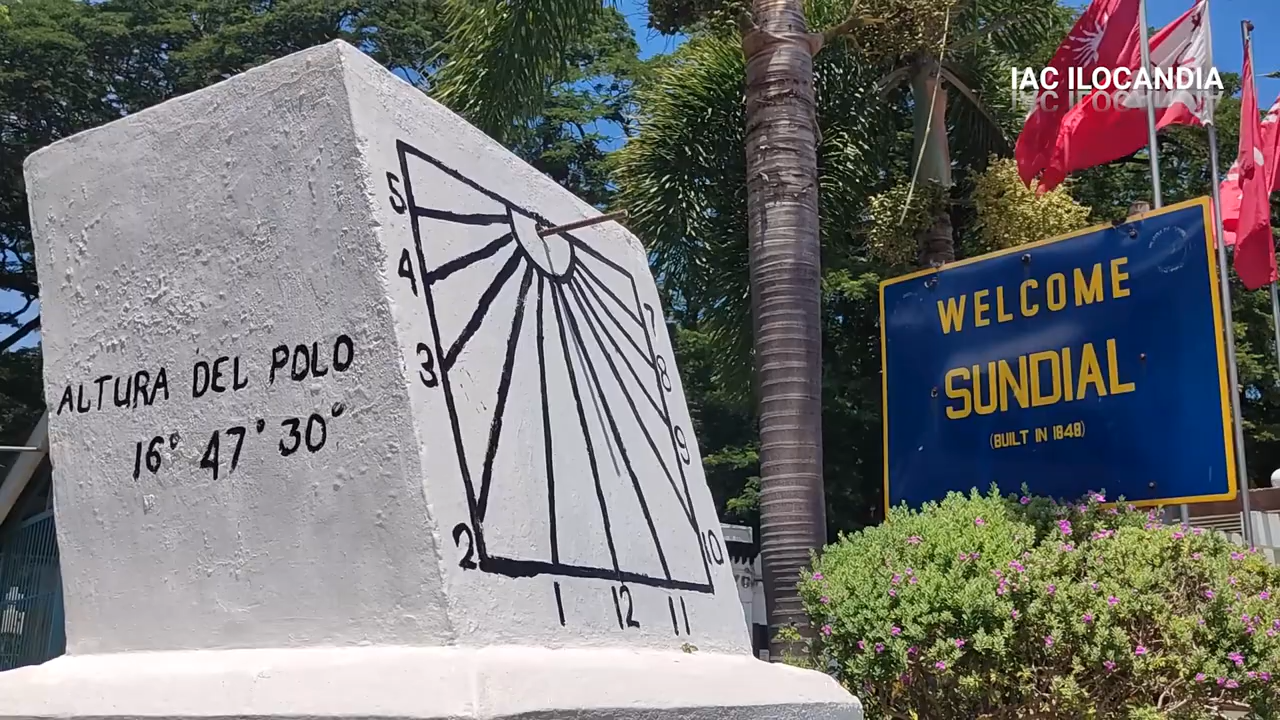 IAC ILOCANDIA
ALTURA DEL POLO
16° 47° 30°
5
4
3
2
1
12
11
10
9
8
7
WELCOME
SUNDIAL
(BUILT IN 1848)